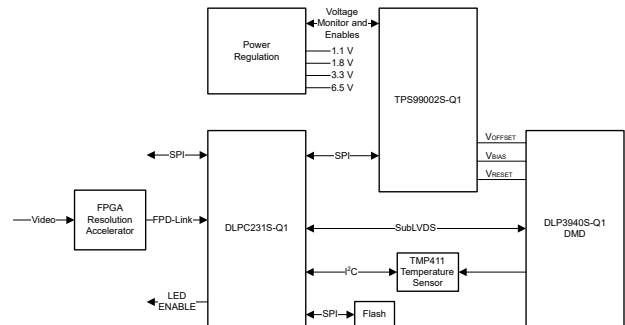 Voltage
Monitor and
Enables
Power
Regulation
1.1 V
1.8 V
3.3 V
6.5 V
TPS99002S-Q1
VOFFSET
VBIAS
VRESET
SPI
SPI
FPGA
Resolution
Accelerator
Video
FPD-Link
DLPC231S-Q1
SubLVDS
DLP3940S-Q1
DMD
I²C
TMP411
Temperature
Sensor
LED
ENABLE
SPI
Flash